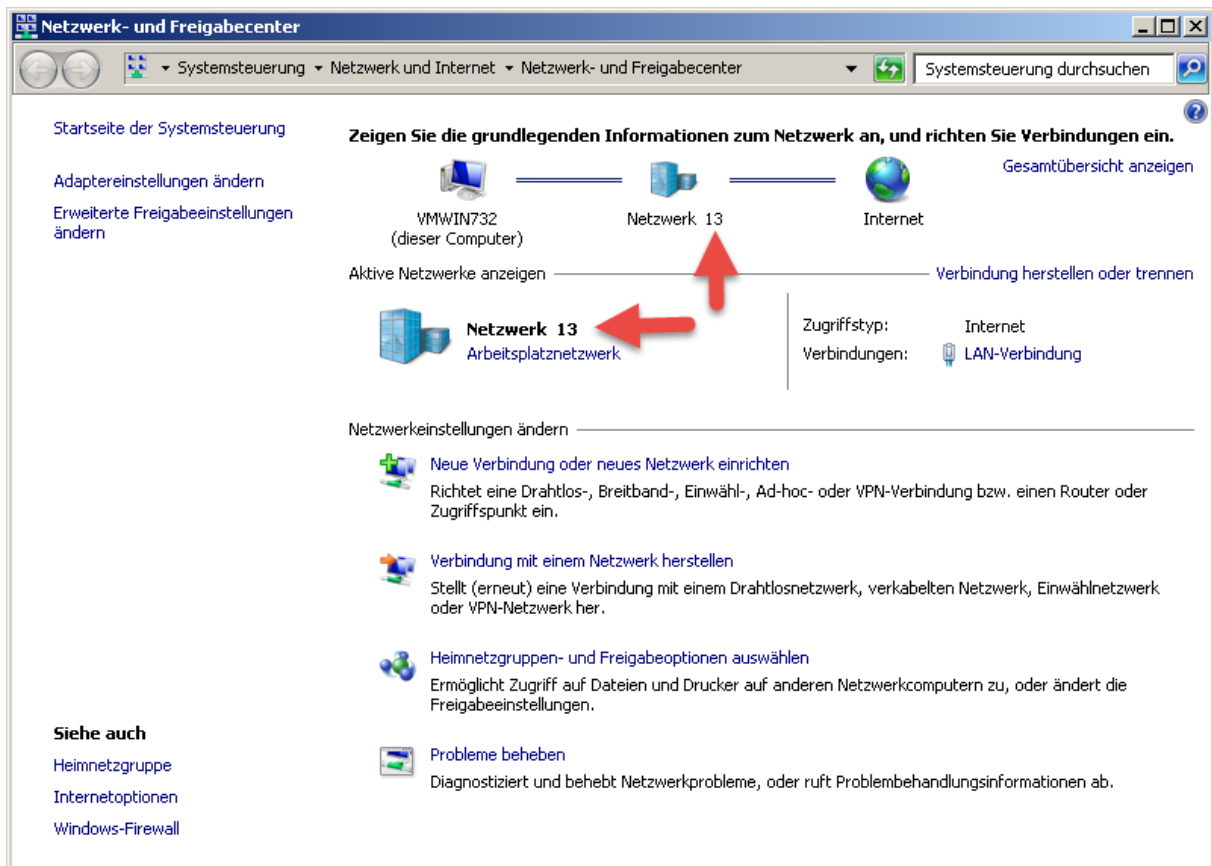 Netzwerk- und Freigabecenter
Systemsteuerung Netzwerk und Internet Netzwerk- und Freigabecenter
Systemsteuerung durchsuchen
Startseite der Systemsteuerung
Adaptereinstellungen ändern
Erweiterte Freigabeeinstellungen
ändern
Zeigen Sie die grundlegenden Informationen zum Netzwerk an, und richten Sie Verbindungen ein.
Gesamtübersicht anzeigen
VMWIN732
(dieser Computer)
Netzwerk 13
Internet
Aktive Netzwerke anzeigen
Verbindung herstellen oder trennen
Netzwerk 13
Arbeitsplatznetzwerk
Zugriffstyp: Internet
Verbindungen: LAN-Verbindung
Netzwerkeinstellungen ändern
Neue Verbindung oder neues Netzwerk einrichten
Richtet eine Drahtlos-, Breitband-, Einwähl-, Ad-hoc- oder VPN-Verbindung bzw. einen Router oder
Zugriffspunkt ein.
Verbindung mit einem Netzwerk herstellen
Stellt (erneut) eine Verbindung mit einem Drahtlosnetzwerk, verkabelten Netzwerk, Einwählnetzwerk
oder VPN-Netzwerk her.
Heimnetzgruppen- und Freigabeoptionen auswählen
Ermöglicht Zugriff auf Dateien und Drucker auf anderen Netzwerkcomputern zu, oder ändert die
Freigabeeinstellungen.
Probleme beheben
Diagnostiziert und behebt Netzwerkprobleme, oder ruft Problembehandlungsinformationen ab.
Siehe auch
Heimnetzgruppe
Internetoptionen
Windows-Firewall